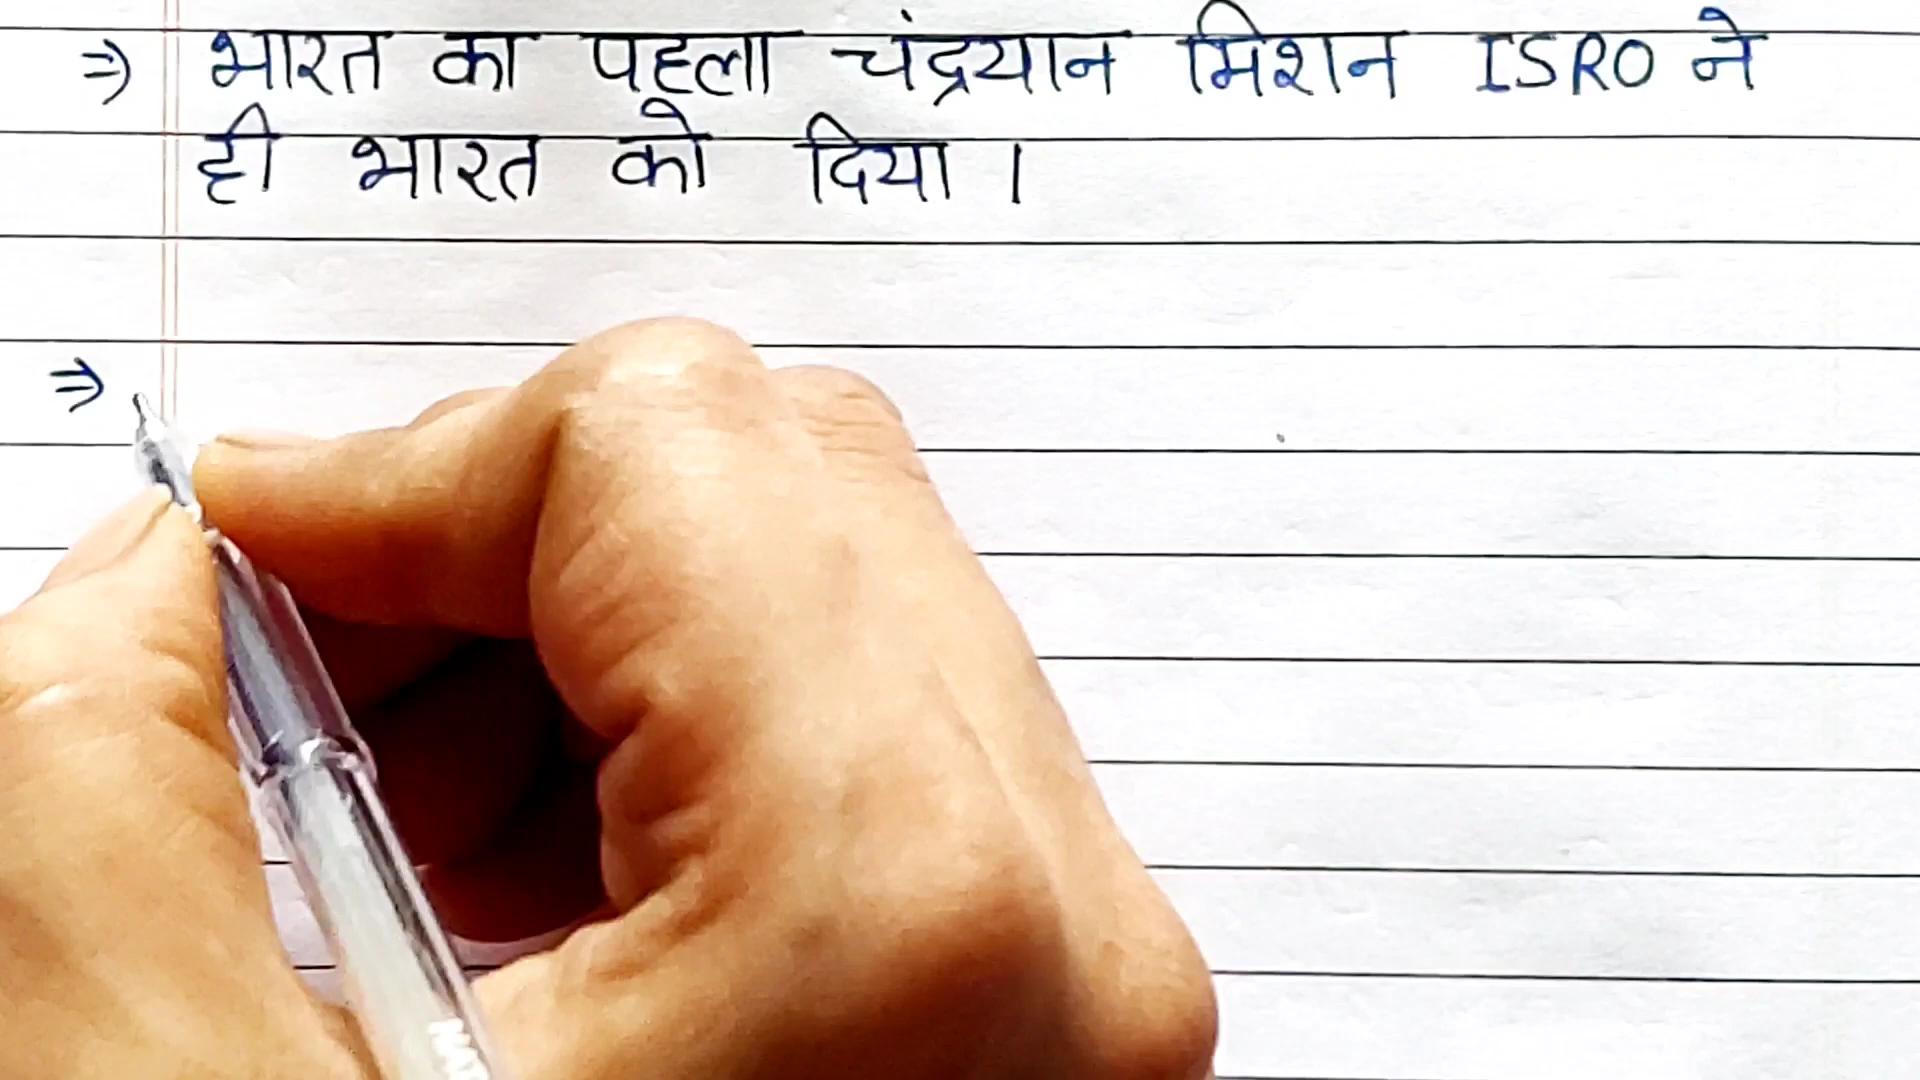 ⇒ भारत का पहला चंद्रयान मिशन ISRO ने
ही भारत को दिया ।
⇒